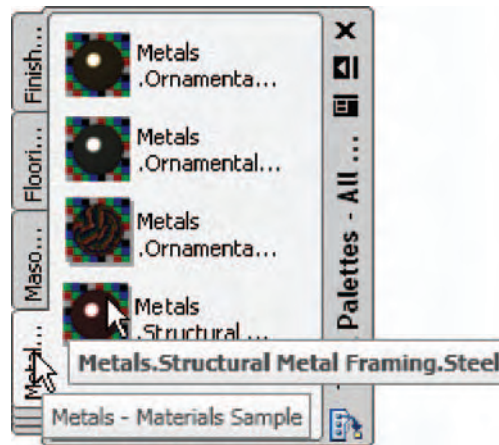 Finish...
Floori...
Maso...
Metal...
Metals
.Ornamenta...
Metals
.Ornamental...
Metals
.Ornamenta...
Metals
.Structural ...
Metals.Structural Metal Framing.Steel
Metals - Materials Sample
Palettes - All ...